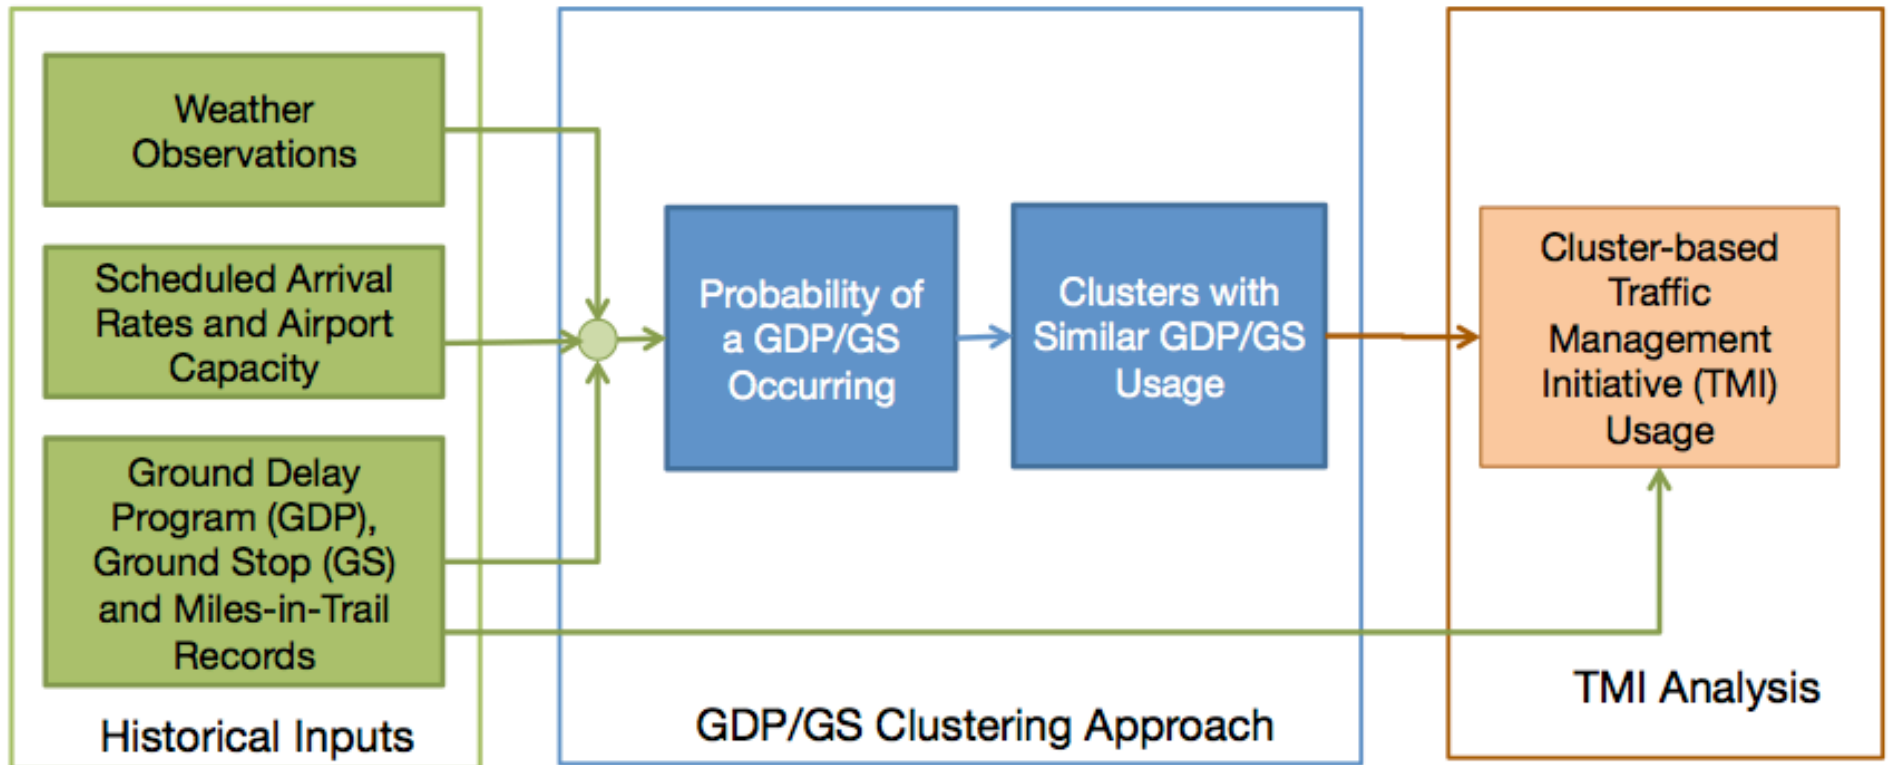 Weather
Observations
Scheduled Arrival
Rates and Airport
Capacity
Ground Delay
Program (GDP),
Ground Stop (GS)
and Miles-in-Trail
Records
Historical Inputs
Probability of
a GDP/GS
Occurring
Clusters with
Similar GDP/GS
Usage
GDP/GS Clustering Approach
Cluster-based
Traffic
Management
Initiative (TMI)
Usage
TMI Analysis